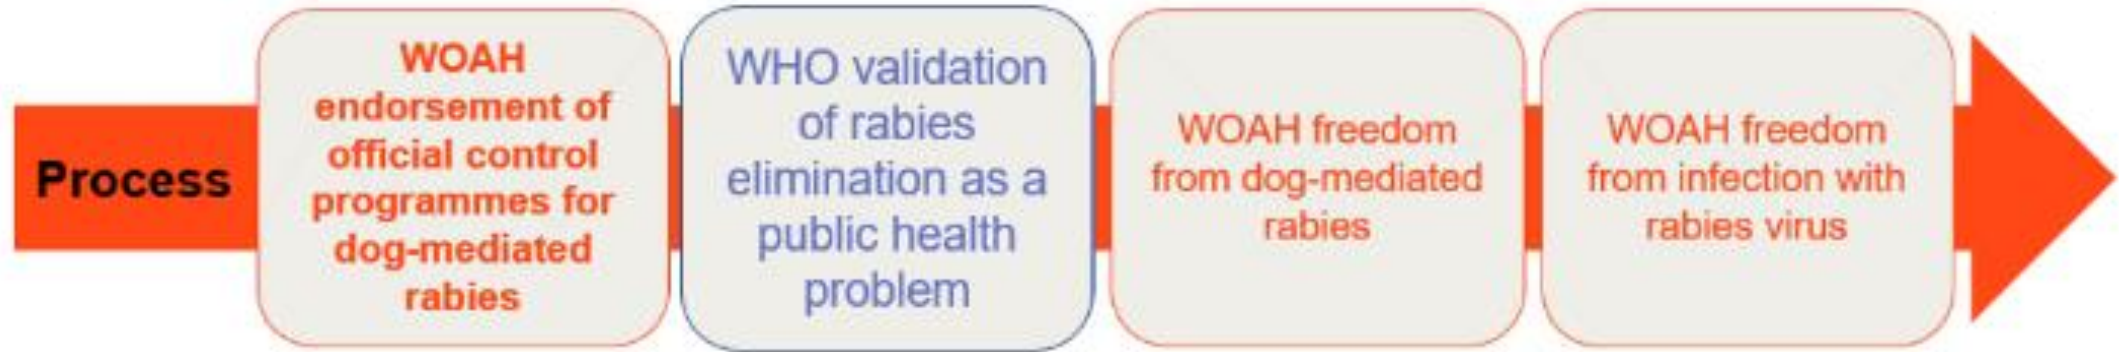 Process
WOAH
endorsement of
official control
programmes for
dog-mediated
rabies
WHO validation
of rabies
elimination as a
public health
problem
WOAH freedom
from dog-mediated
rabies
WOAH freedom
from infection with
rabies virus